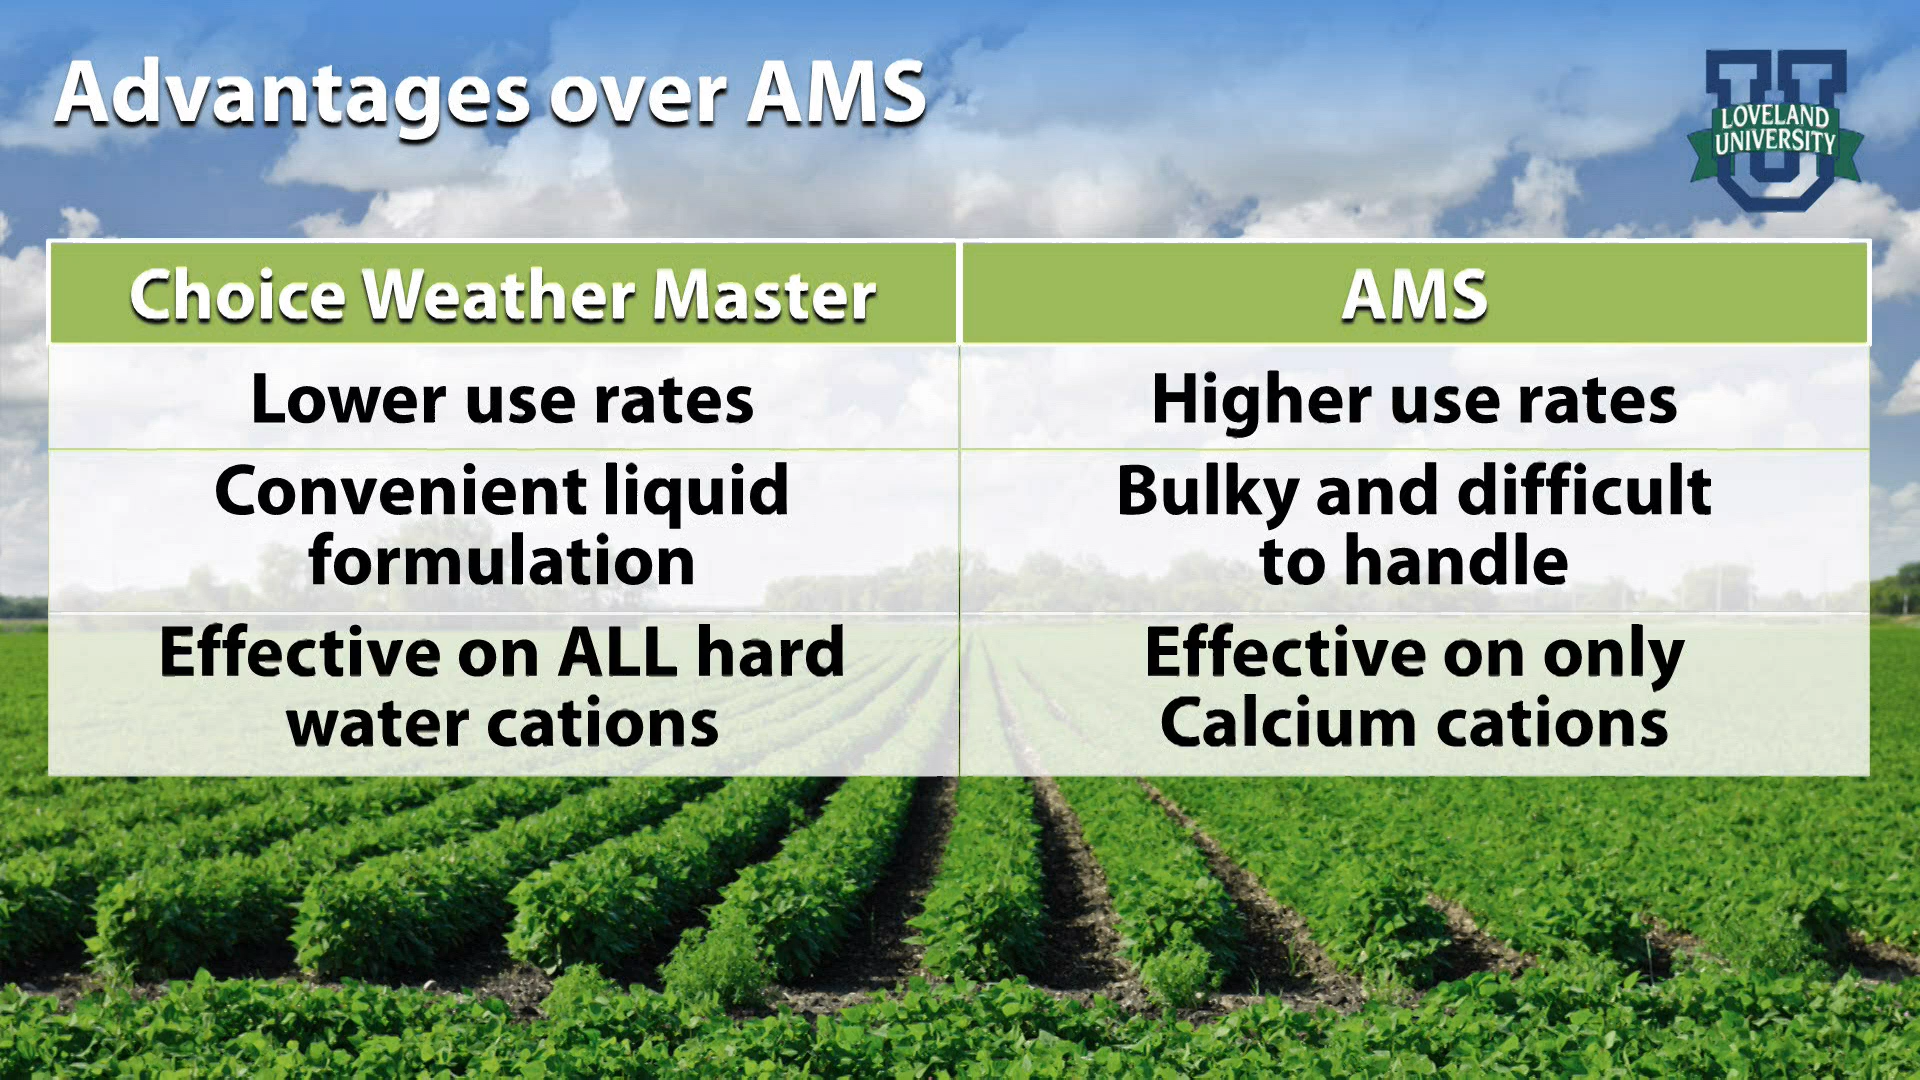 Advantages over AMS
LOVELAND
UNIVERSITY
Choice Weather Master
AMS
Lower use rates
Higher use rates
Convenient liquid
formulation
Bulky and difficult
to handle
Effective on ALL hard
water cations
Effective on only
Calcium cations